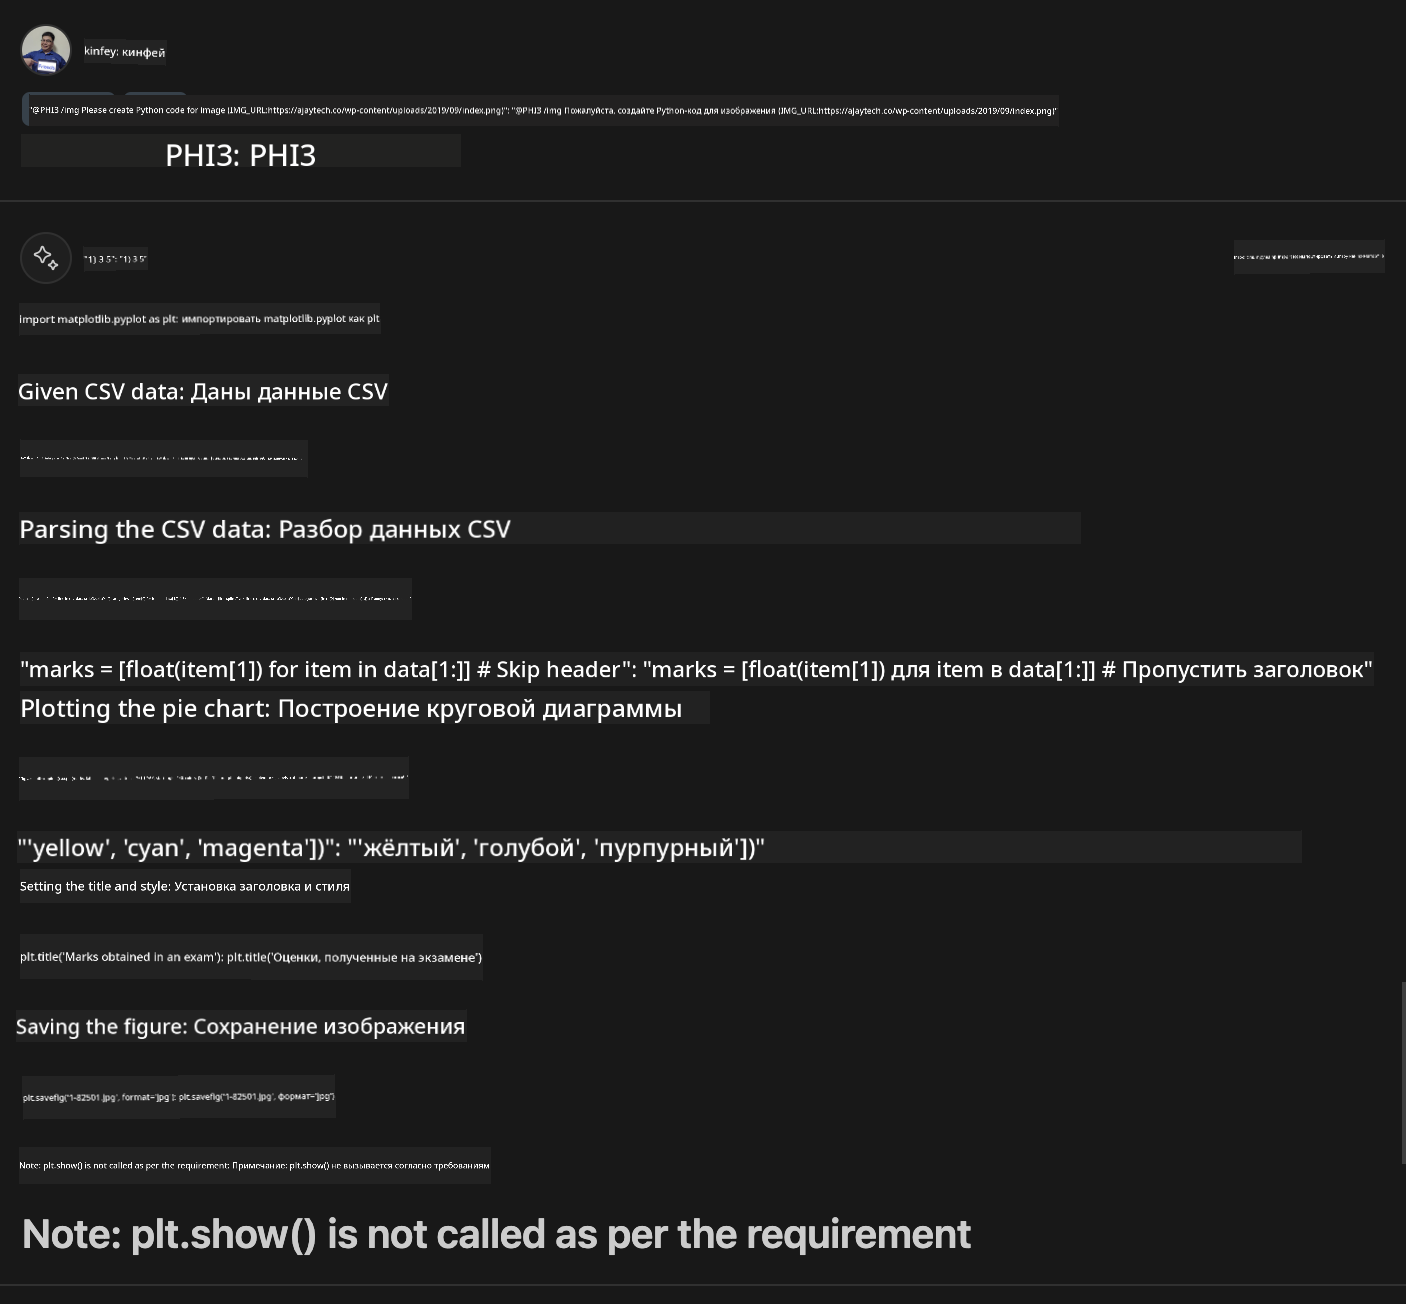 kinfey: кинфей
"@PHI3 /img Please create Python code for image (IMG_URL:https://ajaytech.co/wp-content/uploads/2019/09/index.png)": "@PHI3 /img Пожалуйста, создайте Python-код для изображения (IMG_URL:https://ajaytech.co/wp-content/uploads/2019/09/index.png)"
PHI3: PHI3
"1) 3 5": "1) 3 5"
import matplotlib.pyplot as plt: импортировать matplotlib.pyplot как plt
Given CSV data: Даны данные CSV
Parsing the CSV data: Разбор данных CSV
"marks = [float(item[1]) for item in data[1:]] # Skip header": "marks = [float(item[1]) для item в data[1:]] # Пропустить заголовок"
Plotting the pie chart: Построение круговой диаграммы
"'yellow', 'cyan', 'magenta'])": "'жёлтый', 'голубой', 'пурпурный'])"
Setting the title and style: Установка заголовка и стиля
plt.title('Marks obtained in an exam'): plt.title('Оценки, полученные на экзамене')
Saving the figure: Сохранение изображения
plt.savefig('1-82501.jpg', format='jpg'): plt.savefig('1-82501.jpg', формат='jpg')
Note: plt.show() is not called as per the requirement: Примечание: plt.show() не вызывается согласно требованиям
Note: plt.show() is not called as per the requirement